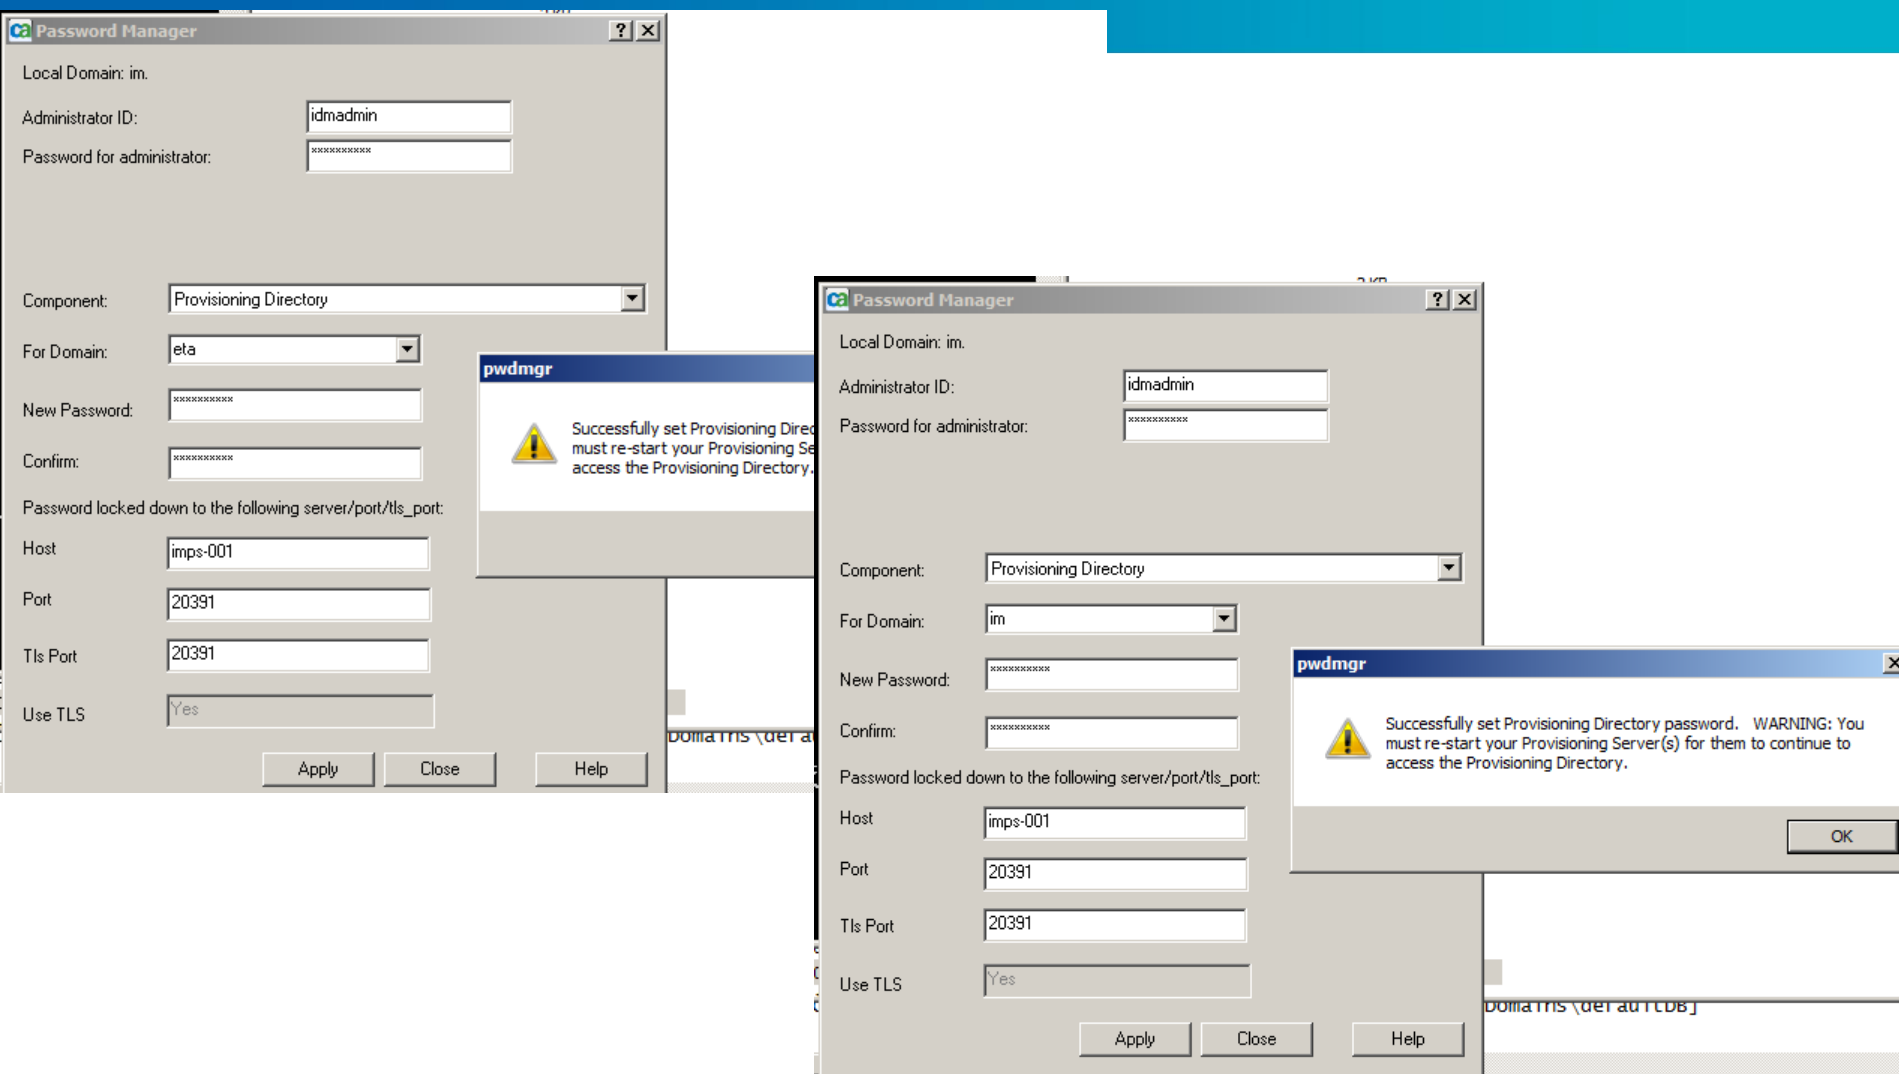 Password Manager
Local Domain: im.
Administrator ID:
idmadmin
Password for administrator:
**********
Component:
Provisioning Directory
For Domain:
eta
New Password:
**********
Confirm:
**********
Password locked down to the following server/port/tls_port:
Host
imps-001
Port
20391
Tls Port
20391
Use TLS
Yes
Apply
Close
Help
pwdmgr
Successfully set Provisioning
must re-start your Provisioning
access the Provisioning Directory.
Password Manager
Local Domain: im.
Administrator ID:
idmadmin
Password for administrator:
**********
Component:
Provisioning Directory
For Domain:
im
New Password:
**********
Confirm:
**********
Password locked down to the following server/port/tls_port:
Host
imps-001
Port
20391
Tls Port
20391
Use TLS
Yes
Apply
Close
Help
pwdmgr
Successfully set Provisioning Directory password. WARNING: You
must re-start your Provisioning Server(s) for them to continue to
access the Provisioning Directory.
OK
Domains\defaultDB]